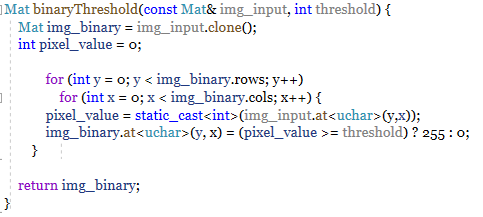 Mat binaryThreshold(const Mat& img_input, int threshold) {
Mat img_binary = img_input.clone();
int pixel_value = 0;
for (int y = 0; y < img_binary.rows; y++)
for (int x = 0; x < img_binary.cols; x++) {
pixel_value = static_cast<int>(img_input.at<uchar>(y,x));
img_binary.at<uchar>(y, x) = (pixel_value >= threshold) ? 255 : 0;
}
return img_binary;
}